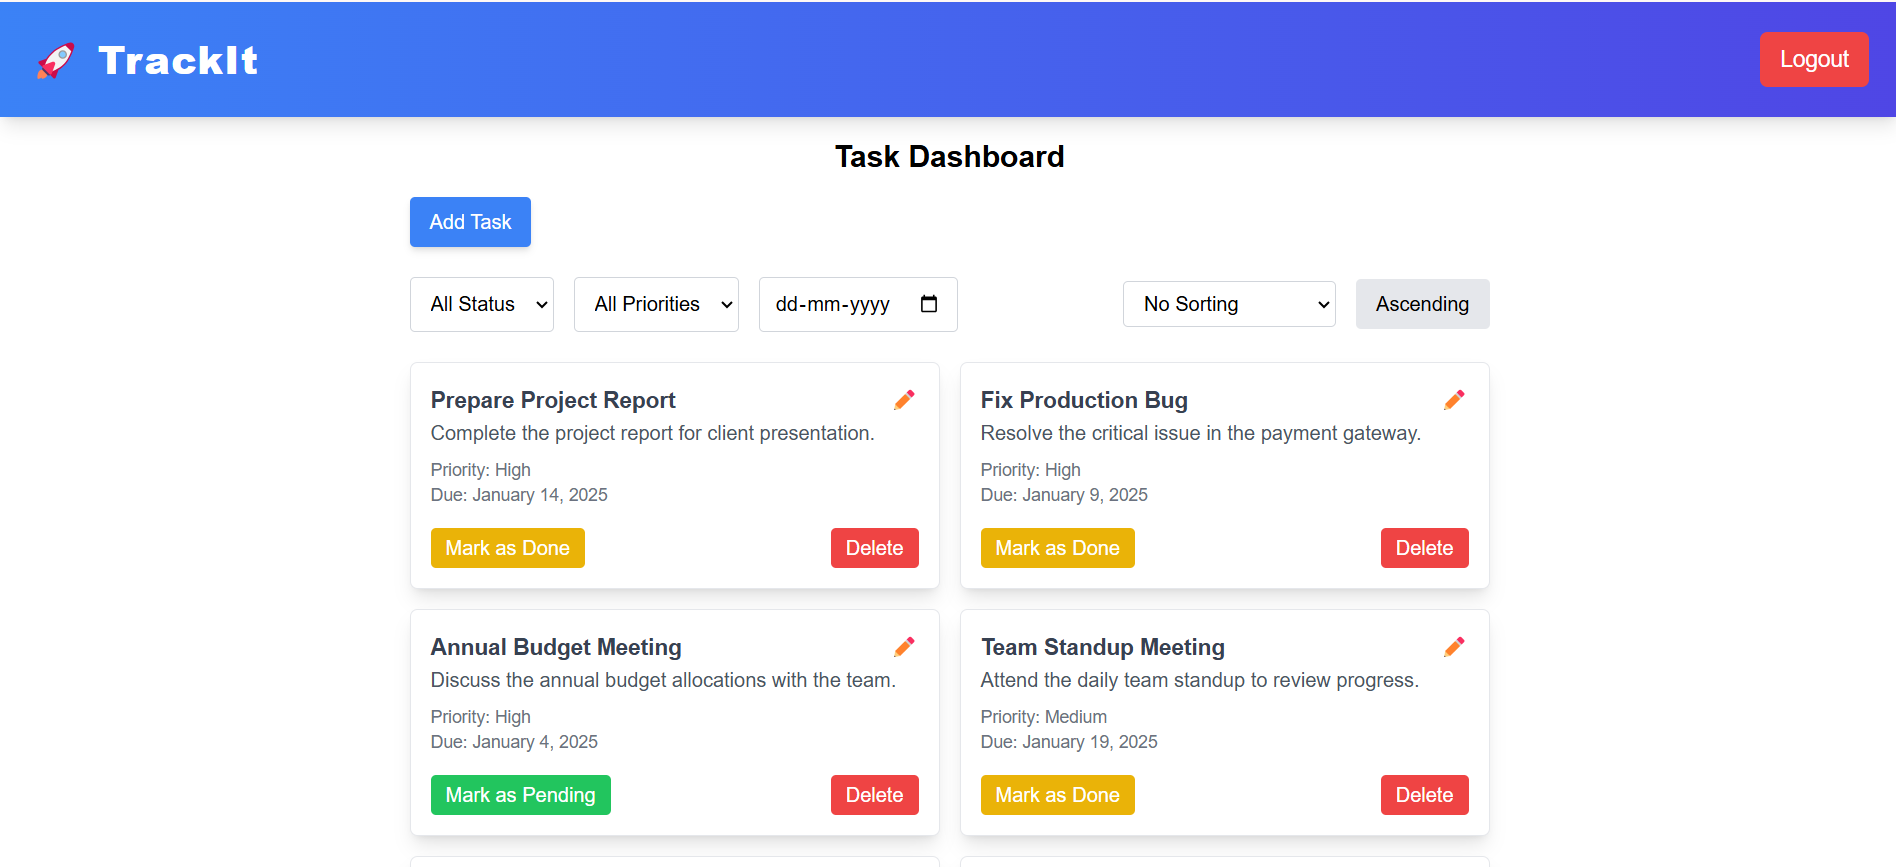 TrackIt
Logout
Task Dashboard
Add Task
All Status
All Priorities
dd-mm-yyyy
No Sorting
Ascending
Prepare Project Report
Complete the project report for client presentation.
Priority: High
Due: January 14, 2025
Mark as Done
Delete
Fix Production Bug
Resolve the critical issue in the payment gateway.
Priority: High
Due: January 9, 2025
Mark as Done
Delete
Annual Budget Meeting
Discuss the annual budget allocations with the team.
Priority: High
Due: January 4, 2025
Mark as Pending
Delete
Team Standup Meeting
Attend the daily team standup to review progress.
Priority: Medium
Due: January 19, 2025
Mark as Done
Delete